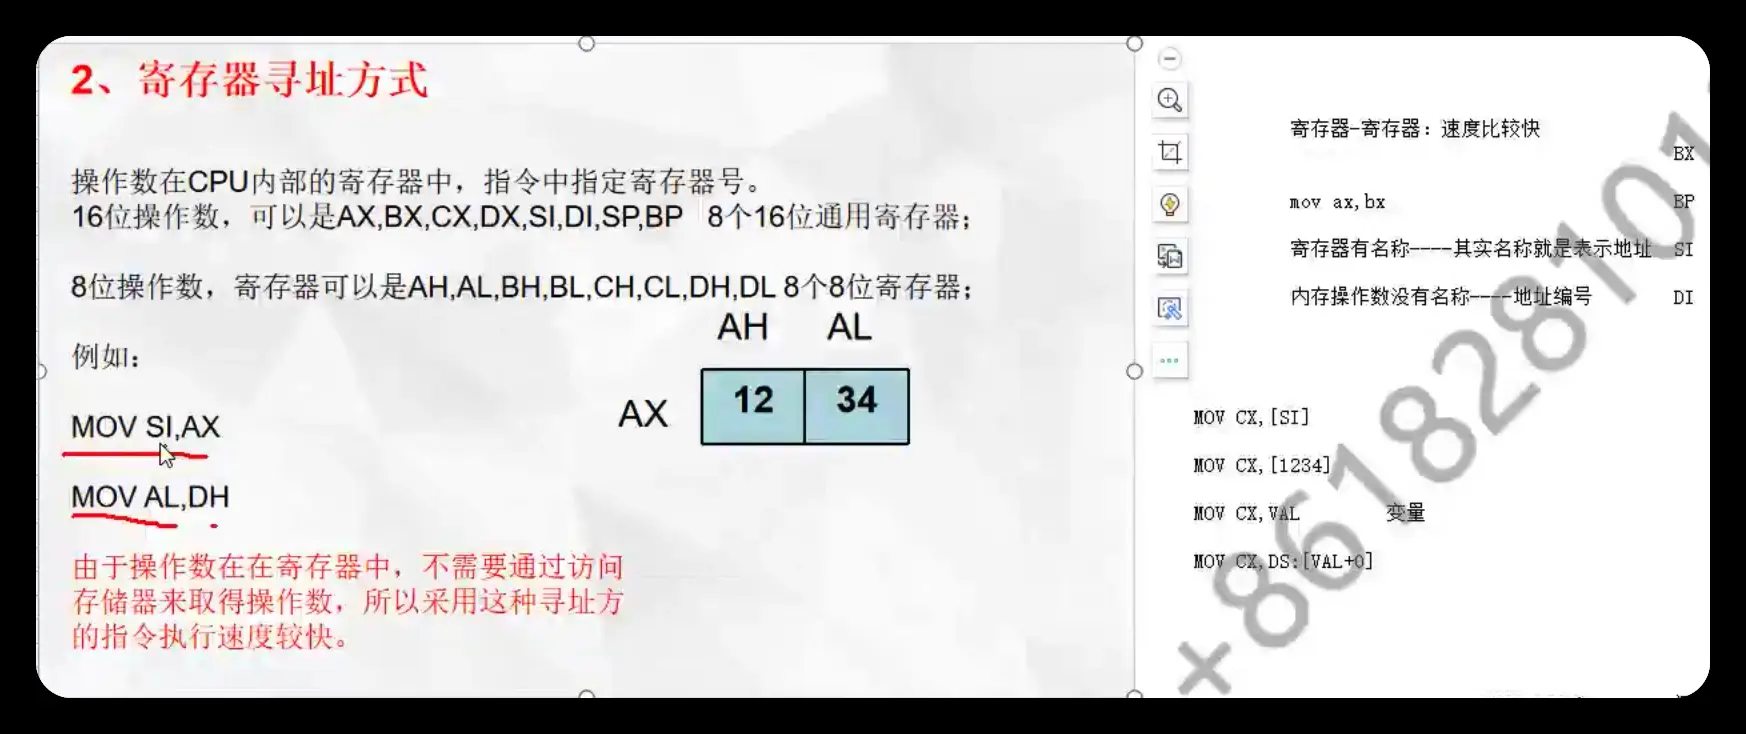 2、寄存器寻址方式
操作数在CPU内部的寄存器中，指令中指定寄存器号。
16位操作数，可以是AX,BX,CX,DX,SI,DI,SP,BP 8个16位通用寄存器；
8位操作数，寄存器可以是AH,AL,BH,BL,CH,CL,DH,DL 8个8位寄存器；
AH AL
例如：
AX 12 34
MOV SI,AX
MOV AL,DH
由于操作数在在寄存器中，不需要通过访问
存储器来取得操作数，所以采用这种寻址方
的指令执行速度较快。
寄存器-寄存器：速度比较快
BX
mov ax,bx
BP
寄存器有名称----其实名称就是表示地址 SI
内存操作数没有名称----地址编号 DI
MOV CX,[SI]
MOV CX,[1234]
MOV CX,VAL 变量
MOV CX,DS:[VAL+0]